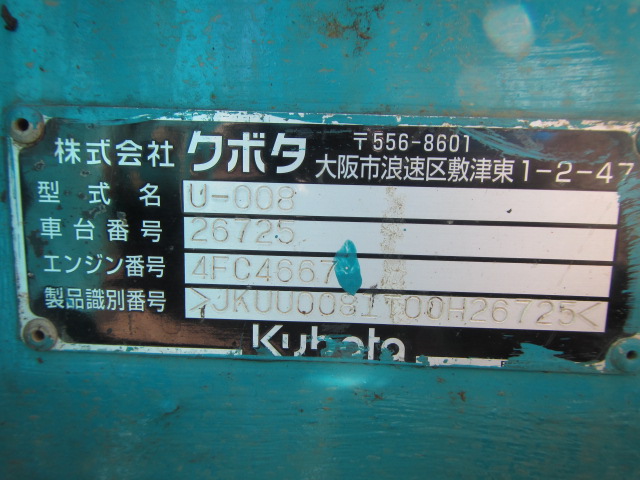 株式会社 クボタ 〒556-8601
大阪市浪速区敷津東1-2-47
型式名 U-008
車台番号 26725
エンジン番号 4FC4667
製品識別番号 >JKUU0081T00H26725<
Kubota